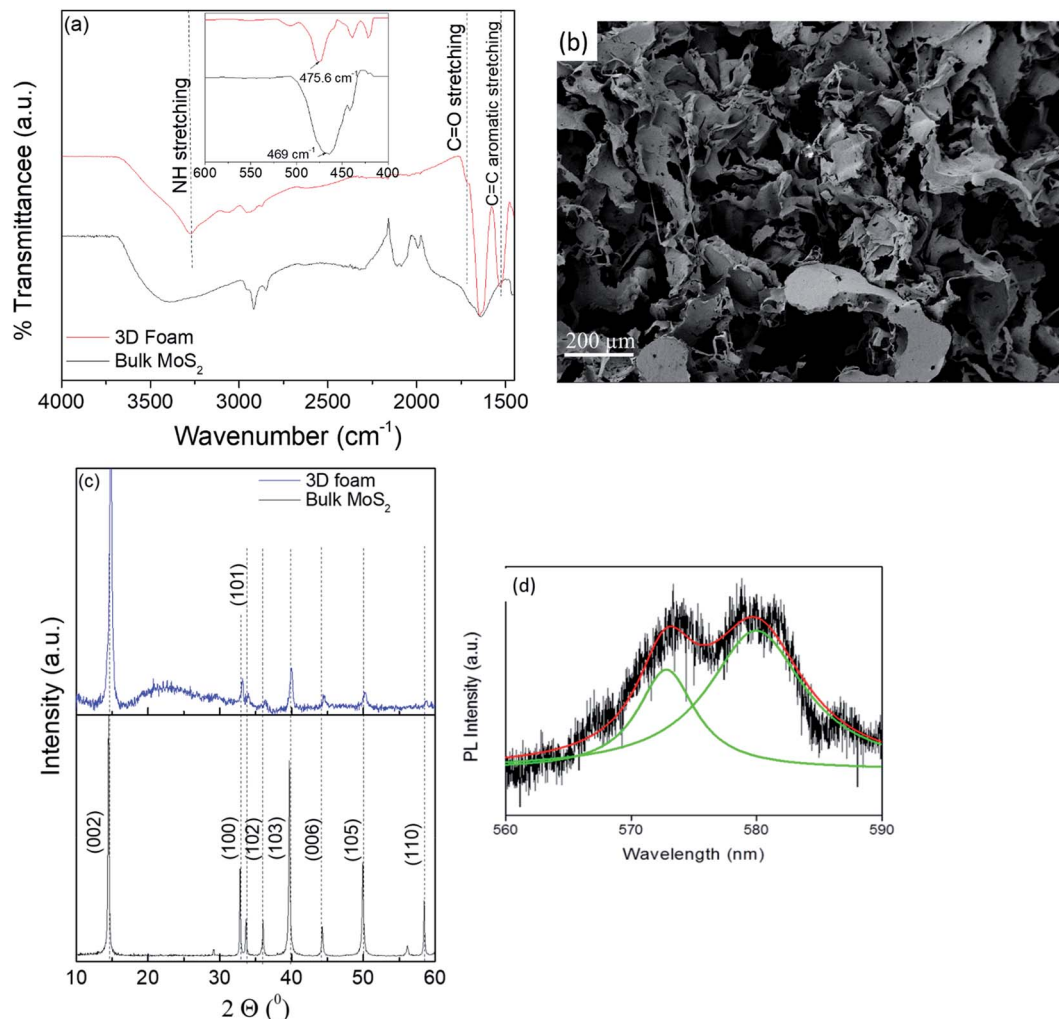 (a)
% Transmittancee (a.u.)
NH stretching
C=O stretching
C=C aromatic stretching
475.6 cm⁻¹
469 cm⁻¹
600 550 500 450 400
3D Foam
Bulk MoS₂
4000 3500 3000 2500 2000 1500
Wavenumber (cm⁻¹)
(b)
200 µm
(c)
3D foam
Bulk MoS₂
Intensity (a.u.)
(101)
(002)
(100)
(102)
(103)
(006)
(105)
(110)
10 20 30 40 50 60
2 Θ (⁰)
(d)
PL Intensity (a.u.)
560 570 580 590
Wavelength (nm)